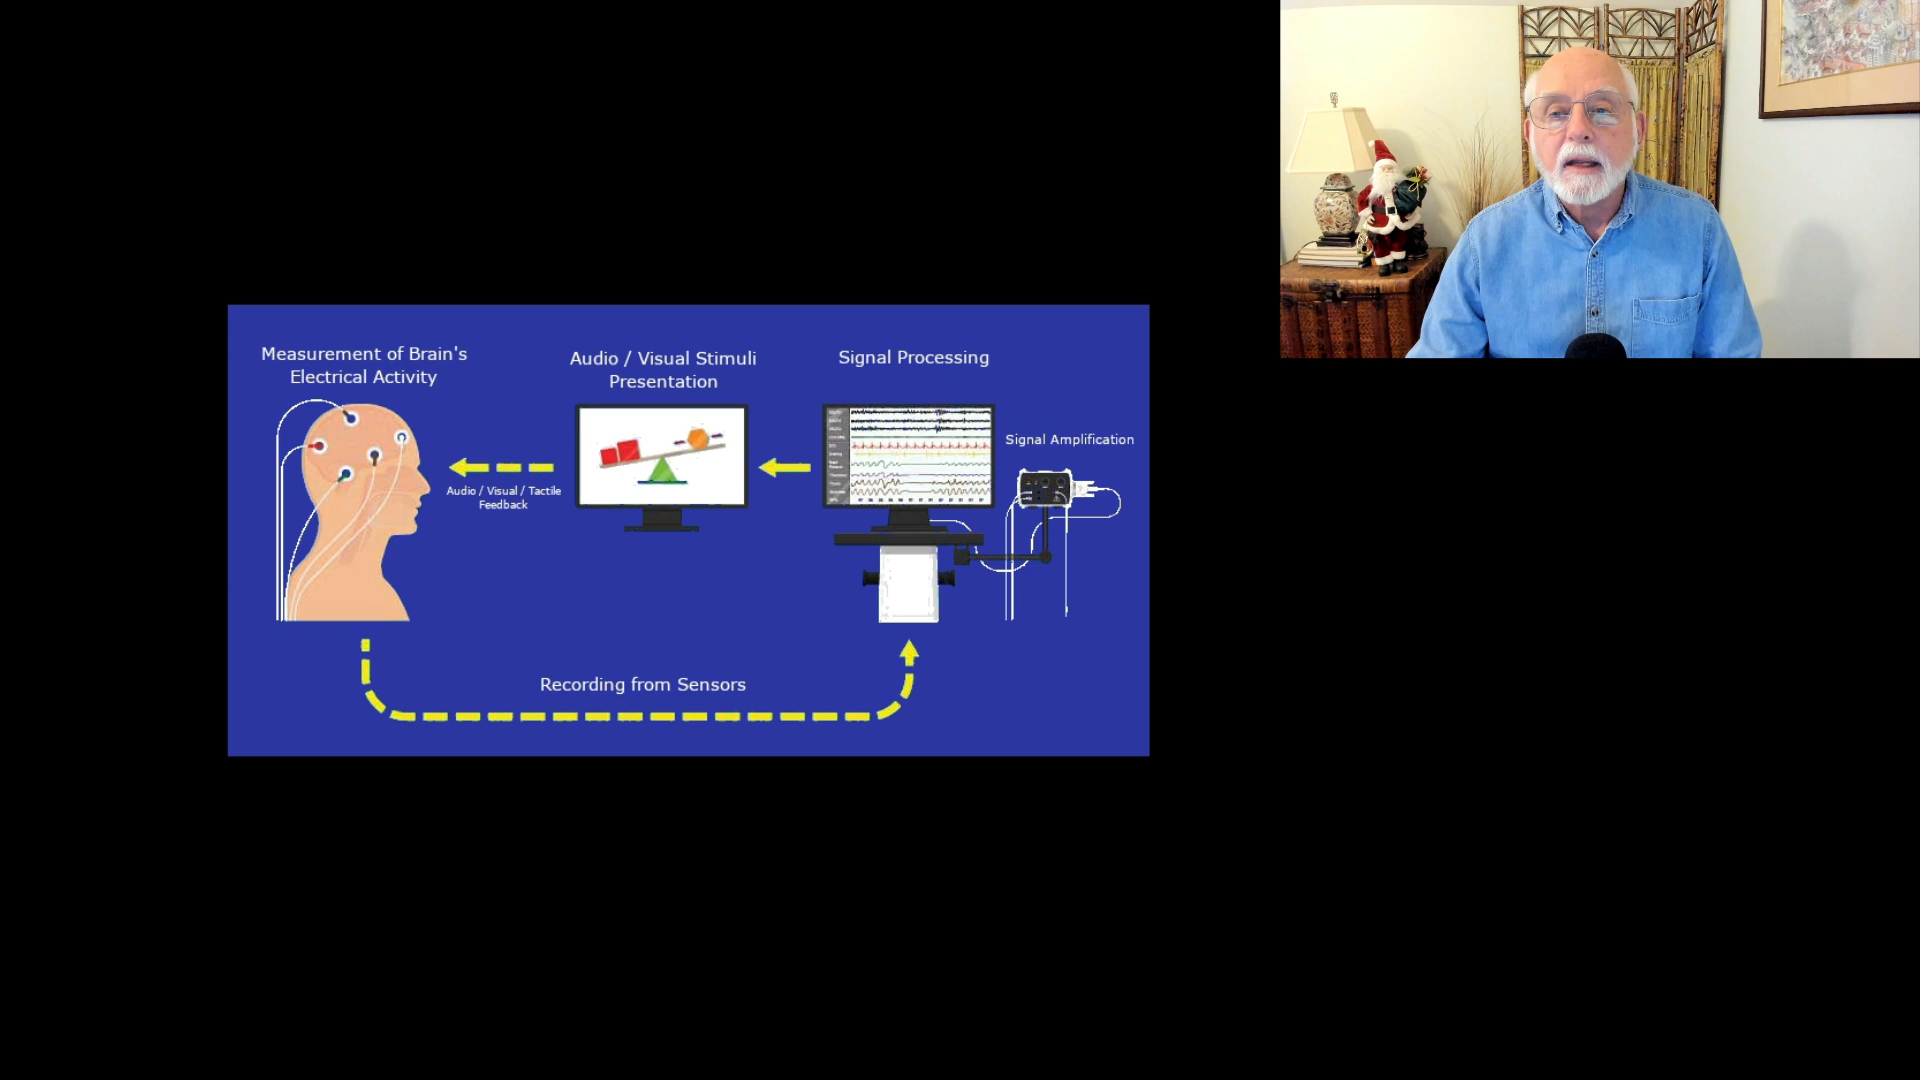 Measurement of Brain's
Electrical Activity
Audio / Visual Stimuli
Presentation
Signal Processing
Signal Amplification
Audio / Visual / Tactile
Feedback
Recording from Sensors